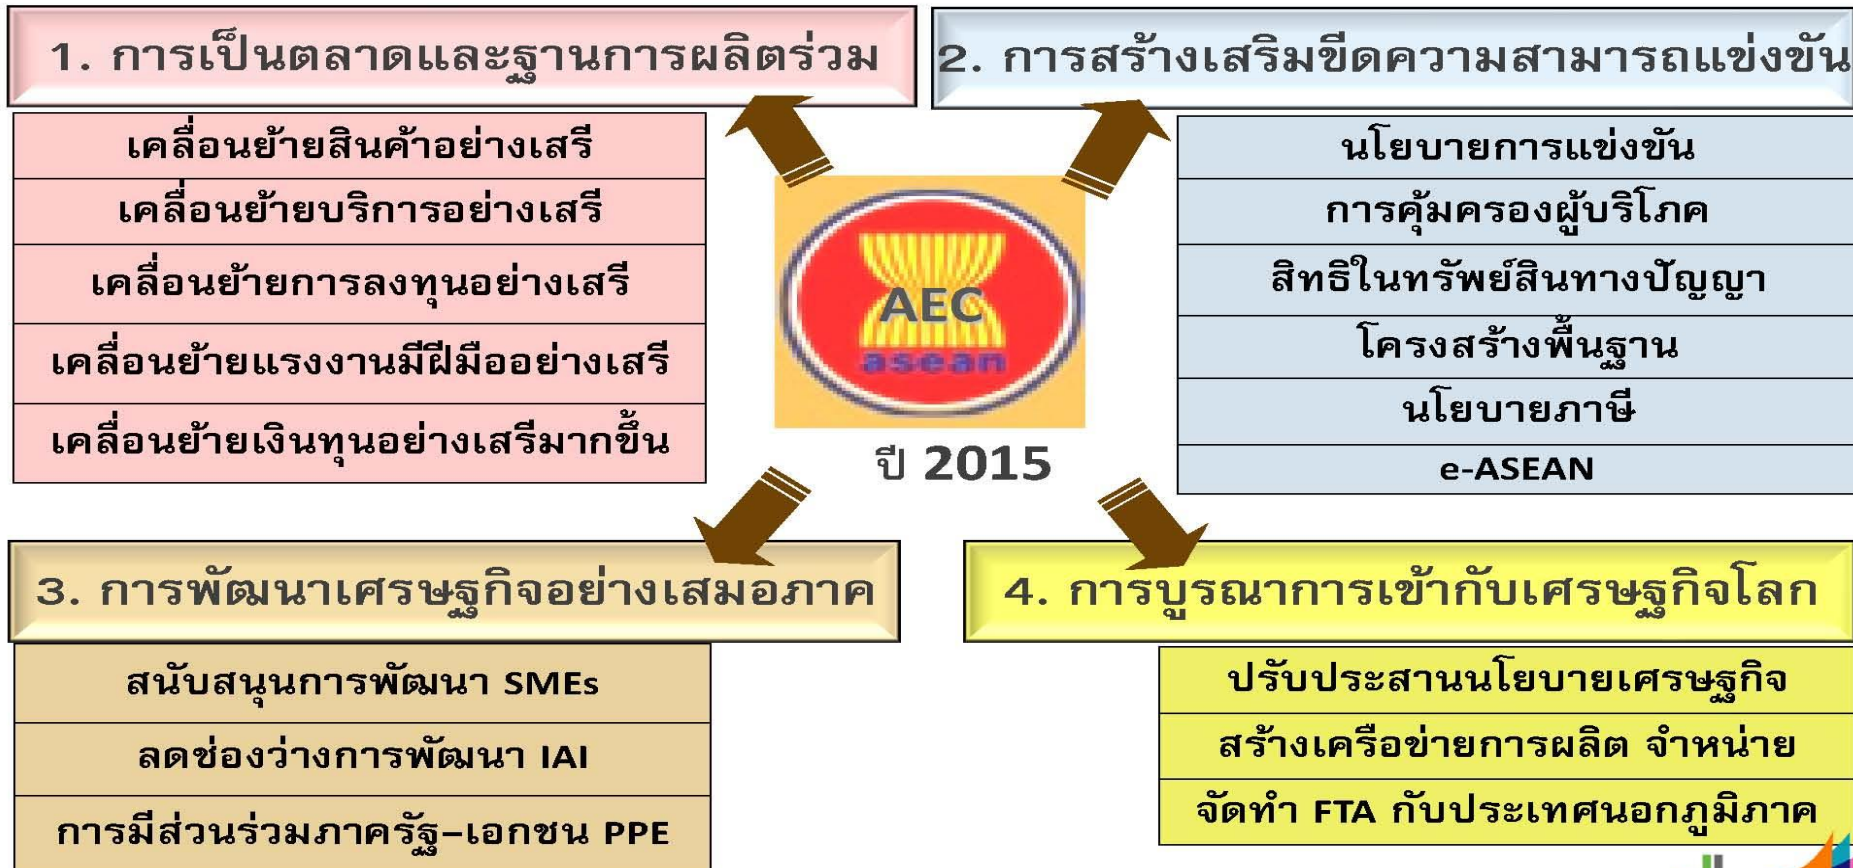 1. การเป็นตลาดและฐานการผลิตร่วม
เคลื่อนย้ายสินค้าอย่างเสรี
เคลื่อนย้ายบริการอย่างเสรี
เคลื่อนย้ายการลงทุนอย่างเสรี
เคลื่อนย้ายแรงงานมีฝีมืออย่างเสรี
เคลื่อนย้ายเงินทุนอย่างเสรีมากขึ้น
2. การสร้างเสริมขีดความสามารถแข่งขัน
นโยบายการแข่งขัน
การคุ้มครองผู้บริโภค
สิทธิในทรัพย์สินทางปัญญา
โครงสร้างพื้นฐาน
นโยบายภาษี
e-ASEAN
AEC
asean
ปี 2015
3. การพัฒนาเศรษฐกิจอย่างเสมอภาค
สนับสนุนการพัฒนา SMEs
ลดช่องว่างการพัฒนา IAI
การมีส่วนร่วมภาครัฐ-เอกชน PPE
4. การบูรณาการเข้ากับเศรษฐกิจโลก
ปรับประสานนโยบายเศรษฐกิจ
สร้างเครือข่ายการผลิต จำหน่าย
จัดทำ FTA กับประเทศนอกภูมิภาค